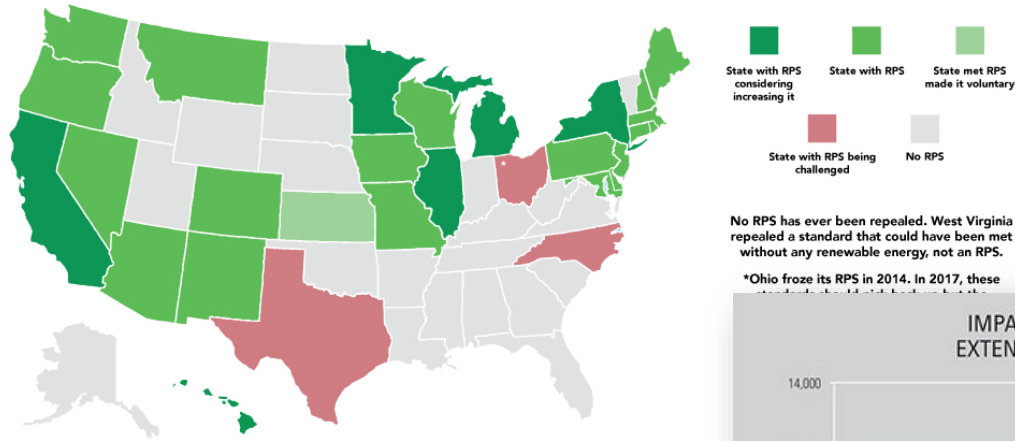 State with RPS
considering
increasing it
State with RPS
State met RPS
made it voluntary
State with RPS being
challenged
No RPS
No RPS has ever been repealed. West Virginia
repealed a standard that could have been met
without any renewable energy, not an RPS.
*Ohio froze its RPS in 2014. In 2017, these
IMPA
EXTEN
14,000